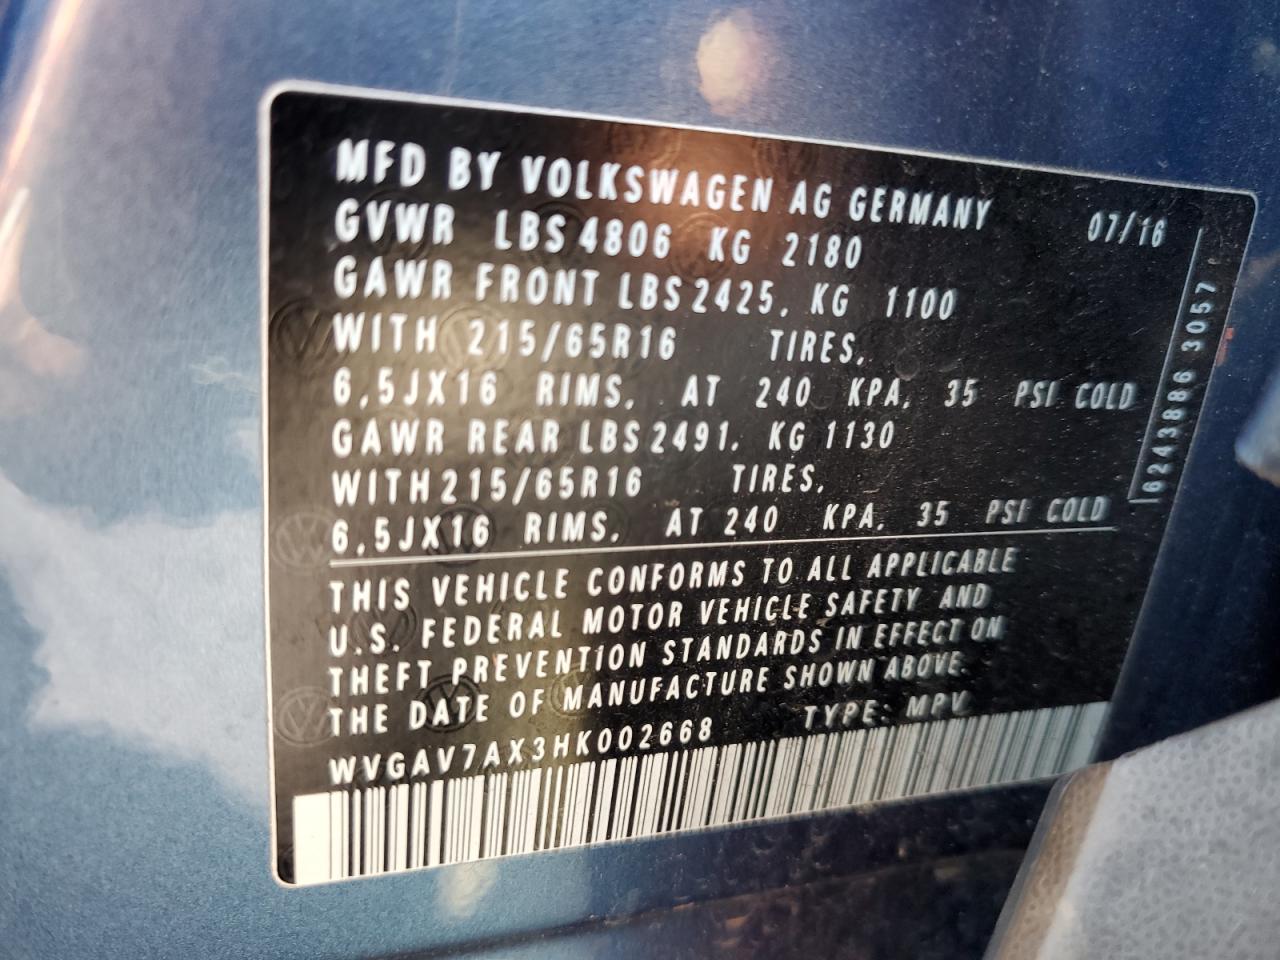 MFD BY VOLKSWAGEN AG GERMANY 07/16
GVWR LBS 4806 KG 2180
GAWR FRONT LBS 2425, KG 1100
WITH 215/65R16 TIRES,
6,5JX16 RIMS, AT 240 KPA, 35 PSI COLD
GAWR REAR LBS 2491, KG 1130
WITH 215/65R16 TIRES,
6,5JX16 RIMS, AT 240 KPA, 35 PSI COLD
THIS VEHICLE CONFORMS TO ALL APPLICABLE
U.S. FEDERAL MOTOR VEHICLE SAFETY AND
THEFT PREVENTION STANDARDS IN EFFECT ON
THE DATE OF MANUFACTURE SHOWN ABOVE.
WVGAV7AX3HK002668 TYPE: MPV
6243886 3057